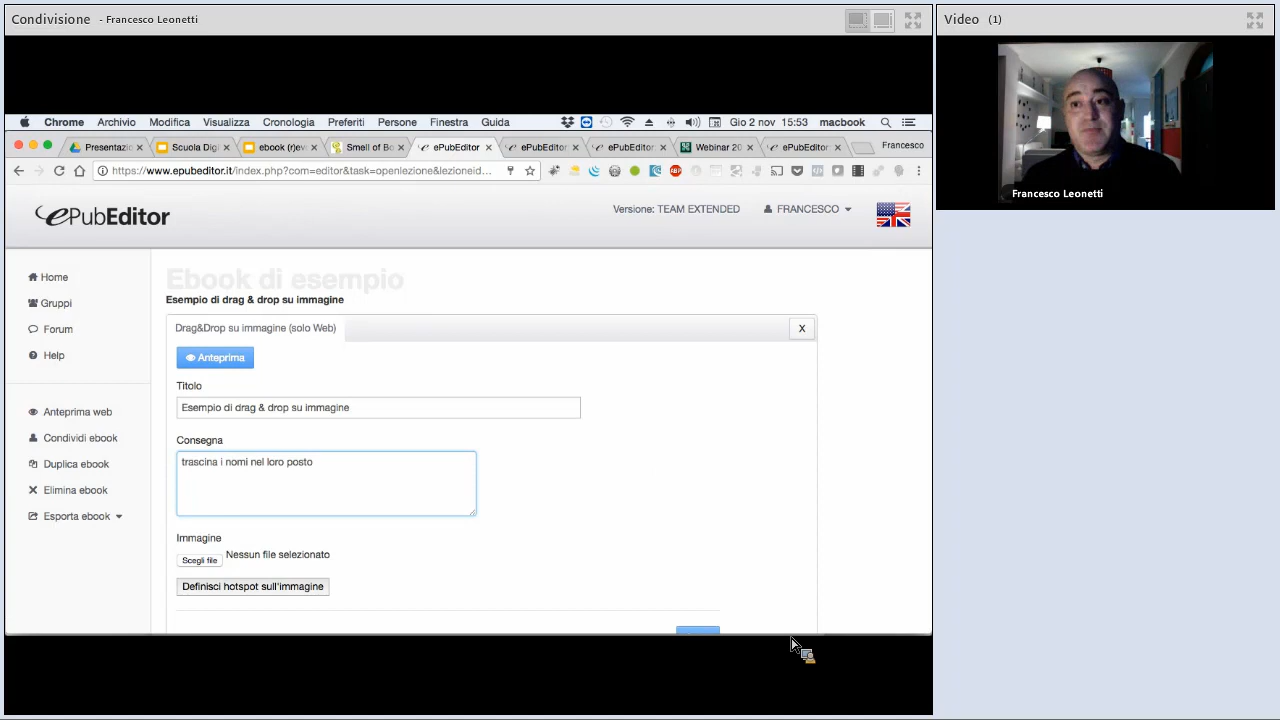 Condivisione - Francesco Leonetti
Video (1)
Chrome Archivio Modifica Visualizza Cronologia Preferiti Persone Finestra Guida Gio 2 nov 15:53 macbook
Presentazio Scuola Dig ebook (r)ev Smell of Bo ePubEditor ePubEditor ePubEditor Webinar 20 ePubEditor Francesco
https://www.epubeditor.it/index.php?com=editor&task=openlezione&lezioneid...
Francesco Leonetti
ePubEditor
Versione: TEAM EXTENDED FRANCESCO
Home
Gruppi
Forum
Help
Anteprima web
Condividi ebook
Duplica ebook
Elimina ebook
Esporta ebook
Ebook di esempio
Esempio di drag & drop su immagine
Drag&Drop su immagine (solo Web) X
Anteprima
Titolo
Esempio di drag & drop su immagine
Consegna
trascina i nomi nel loro posto
Immagine
Scegli file Nessun file selezionato
Definisci hotspot sull'immagine